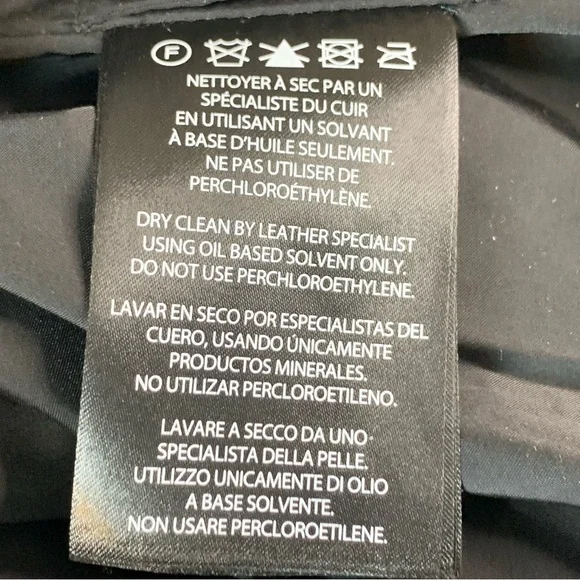 F
NETTOYER À SEC PAR UN
SPÉCIALISTE DU CUIR
EN UTILISANT UN SOLVANT
À BASE D'HUILE SEULEMENT.
NE PAS UTILISER DE
PERCHLOROÉTHYLÈNE.
DRY CLEAN BY LEATHER SPECIALIST
USING OIL BASED SOLVENT ONLY.
DO NOT USE PERCHLOROETHYLENE.
LAVAR EN SECO POR ESPECIALISTAS DEL
CUERO, USANDO ÚNICAMENTE
PRODUCTOS MINERALES.
NO UTILIZAR PERCLOROETILENO.
LAVARE A SECCO DA UNO
SPECIALISTA DELLA PELLE.
UTILIZZO UNICAMENTE DI OLIO
A BASE SOLVENTE.
NON USARE PERCLOROETILENE.